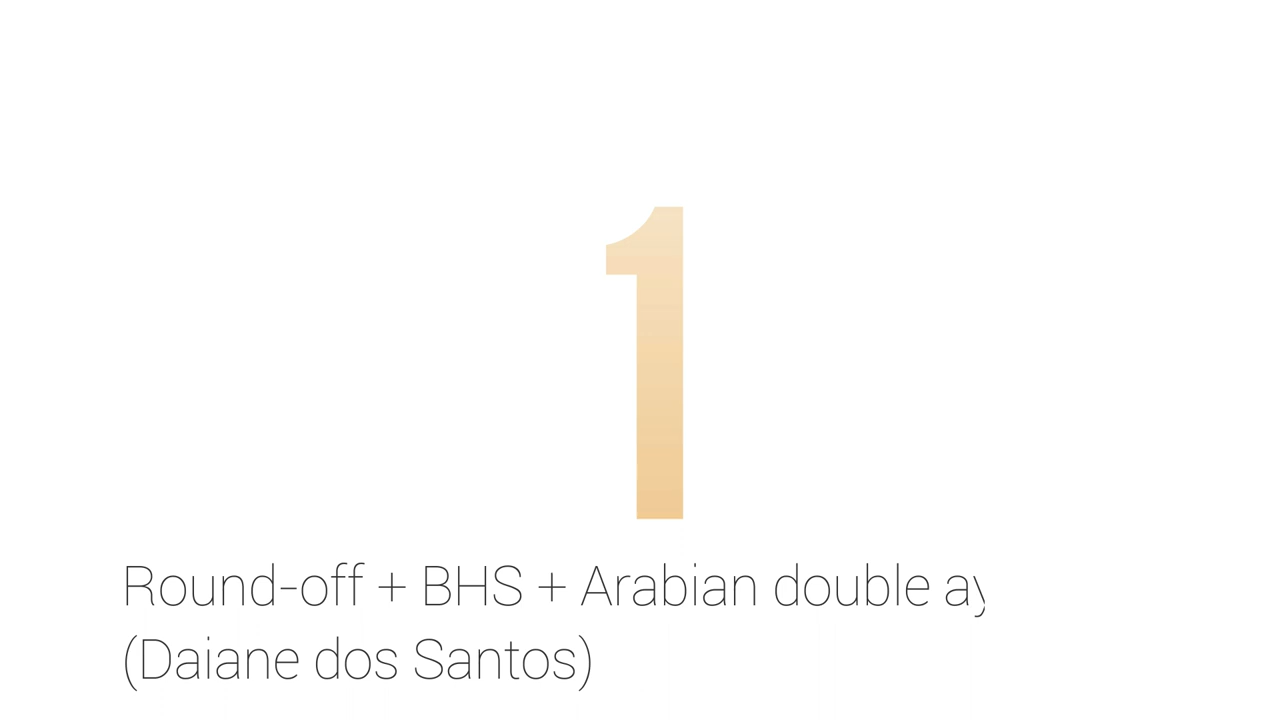 1
Round-off + BHS + Arabian double
(Daiane dos Santos)